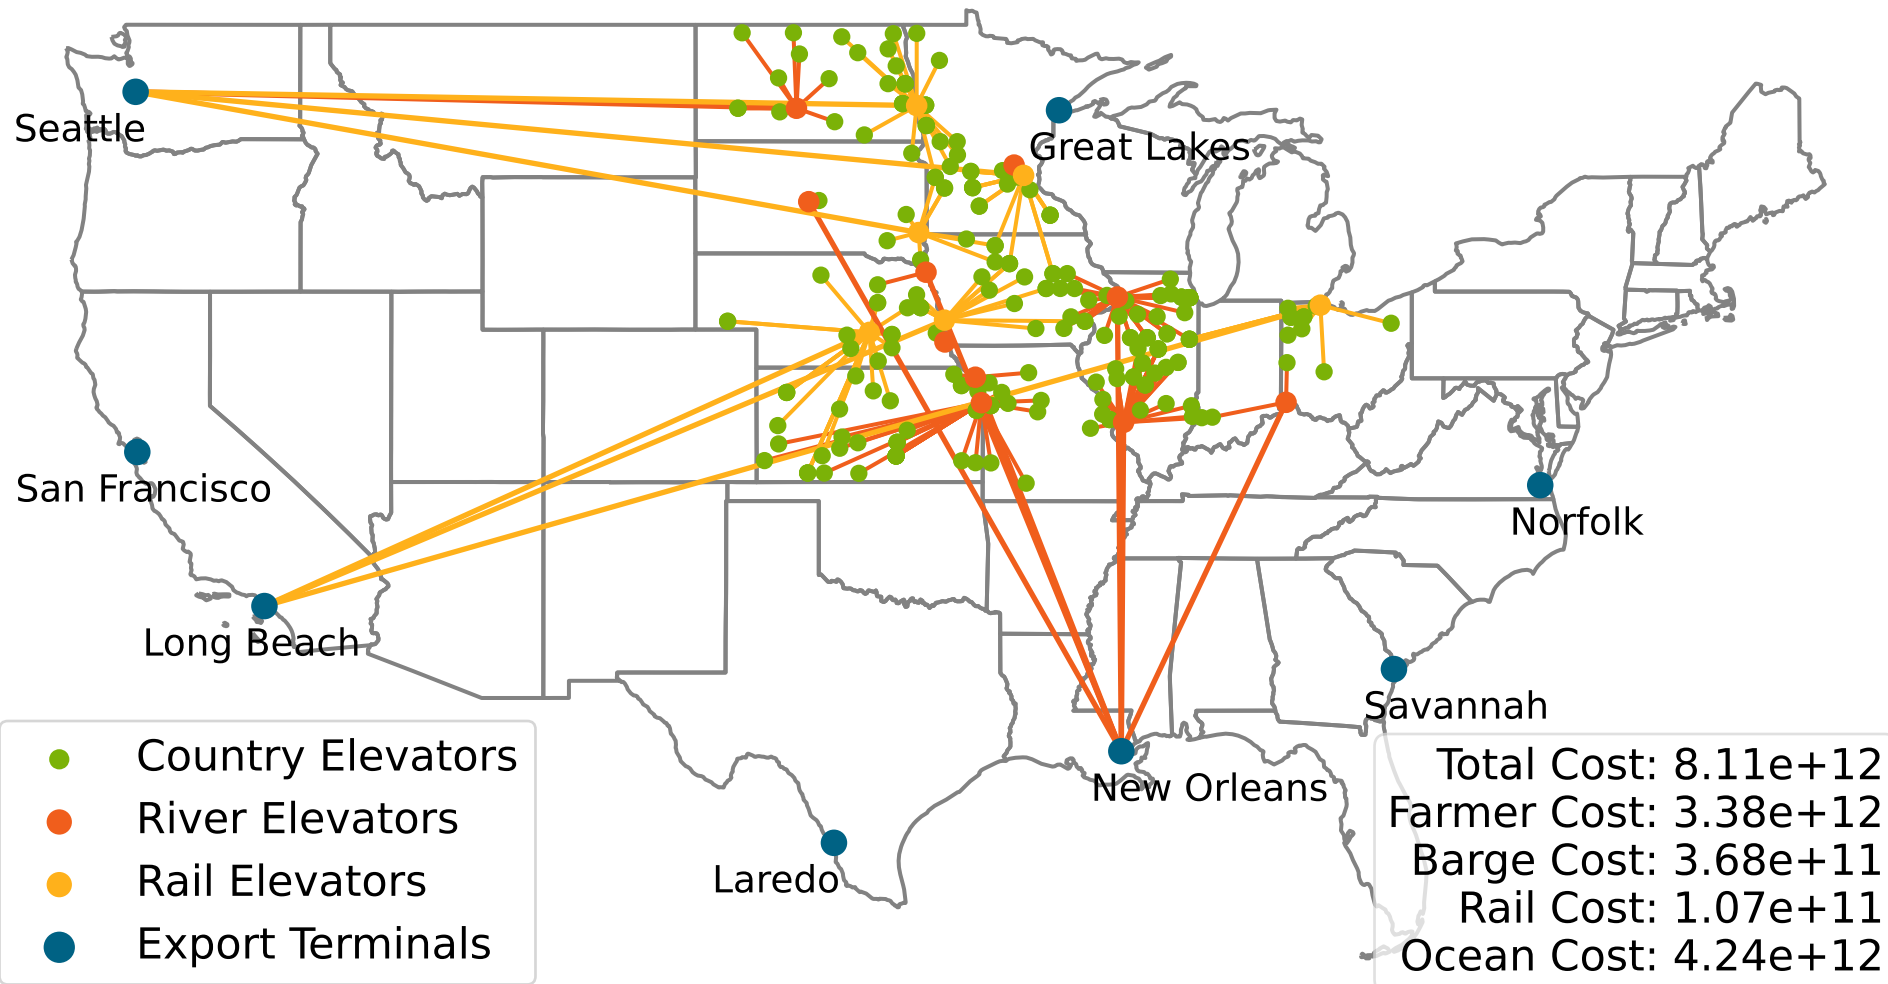 Seattle
Great Lakes
San Francisco
Norfolk
Long Beach
Savannah
New Orleans
Laredo
Country Elevators
River Elevators
Rail Elevators
Export Terminals
Total Cost: 8.11e+12
Farmer Cost: 3.38e+12
Barge Cost: 3.68e+11
Rail Cost: 1.07e+11
Ocean Cost: 4.24e+12